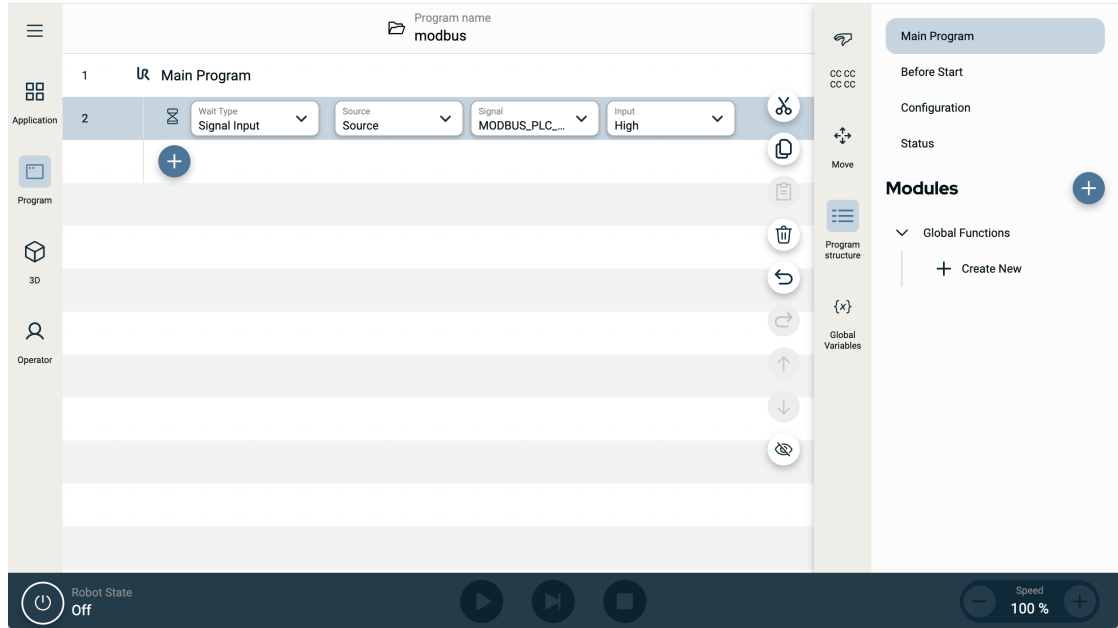 Program name
modbus
1
Main Program
2
Wait Type
Signal Input
Source
Source
Signal
MODBUS_PLC_...
Input
High
Application
Program
3D
Operator
CC CC
CC CC
Move
Program
structure
{x}
Global
Variables
Main Program
Before Start
Configuration
Status
Modules
Global Functions
Create New
Robot State
Off
Speed
100 %